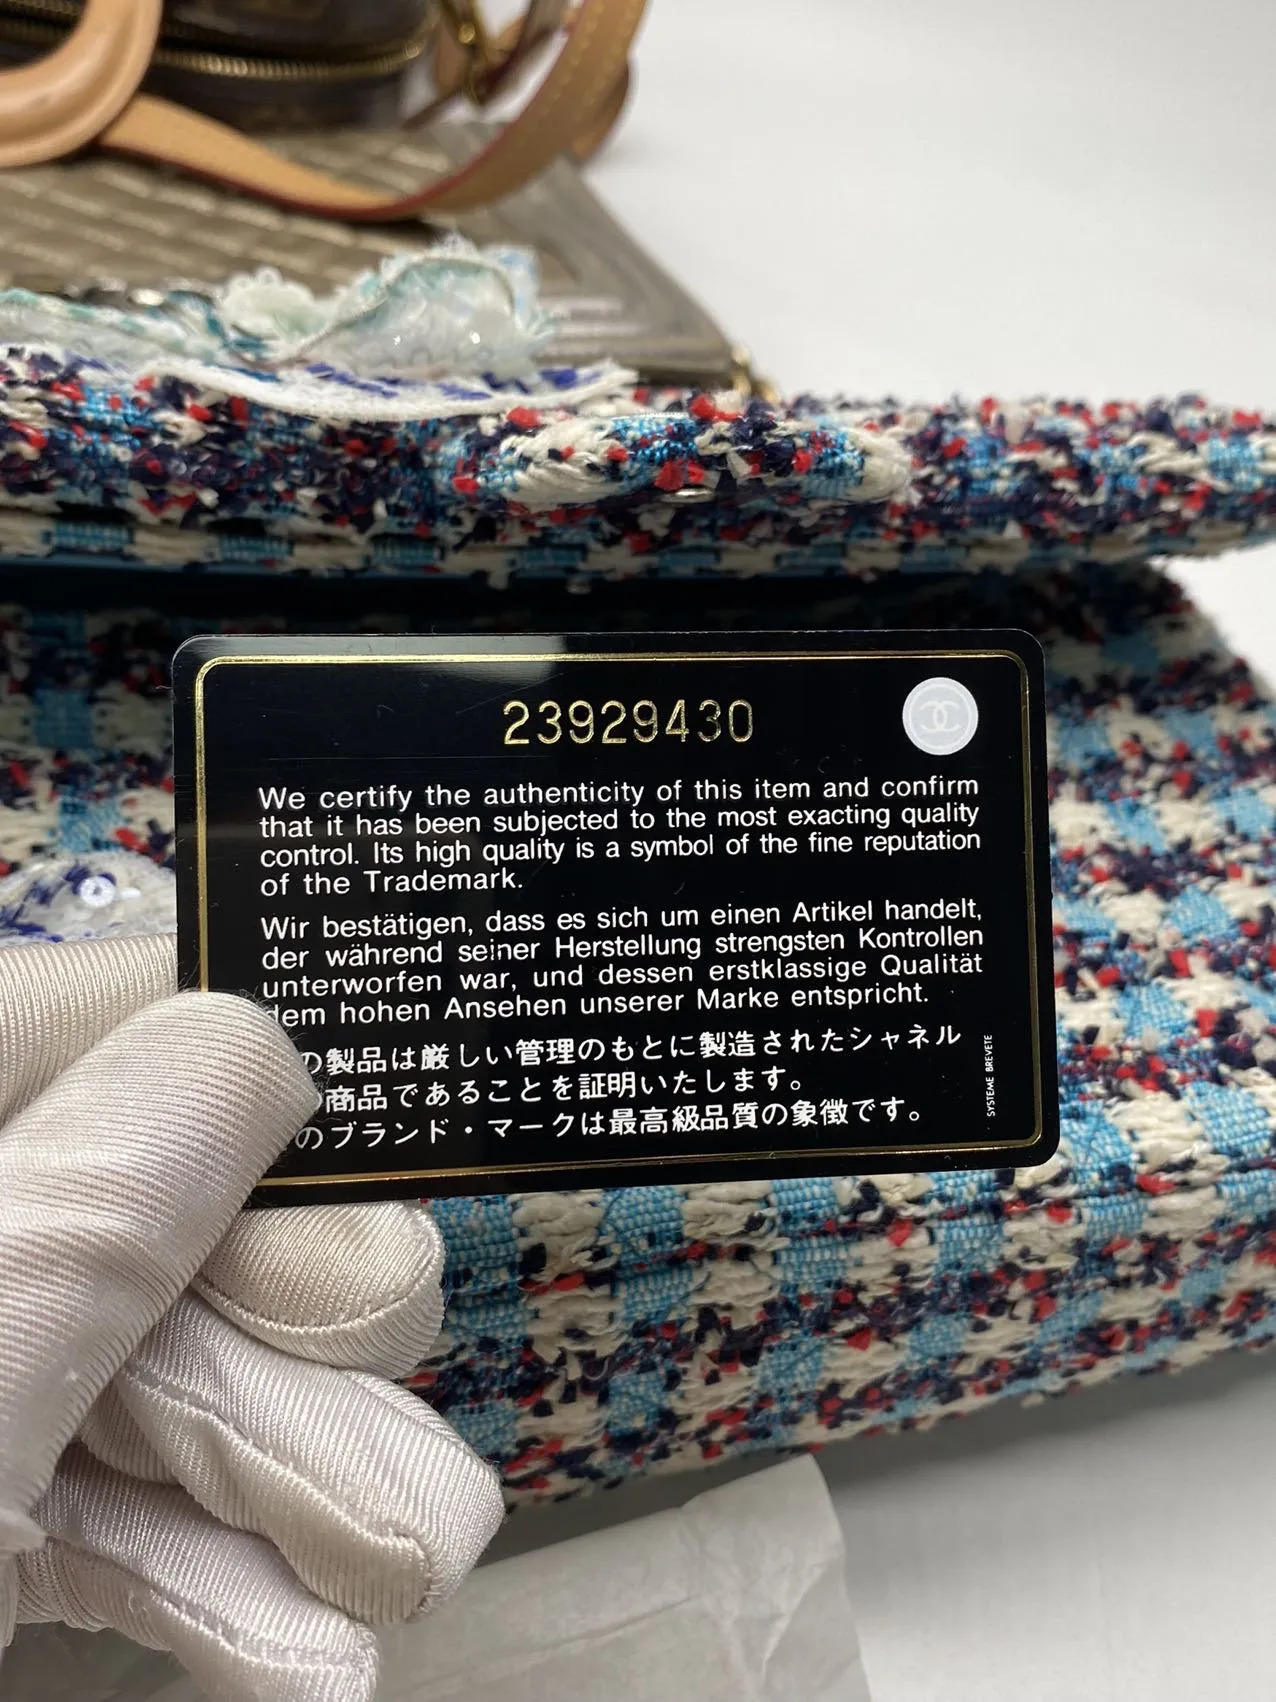 23929430
We certify the authenticity of this item and confirm
that it has been subjected to the most exacting quality
control. Its high quality is a symbol of the fine reputation
of the Trademark.
Wir bestätigen, dass es sich um einen Artikel handelt,
der während seiner Herstellung strengsten Kontrollen
unterworfen war, und dessen erstklassige Qualität
dem hohen Ansehen unserer Marke entspricht.
の製品は厳しい管理のもとに製造されたシャネル
商品であることを証明いたします。
のブランド・マークは最高級品質の象徴です。
SYSTEME BREVETE